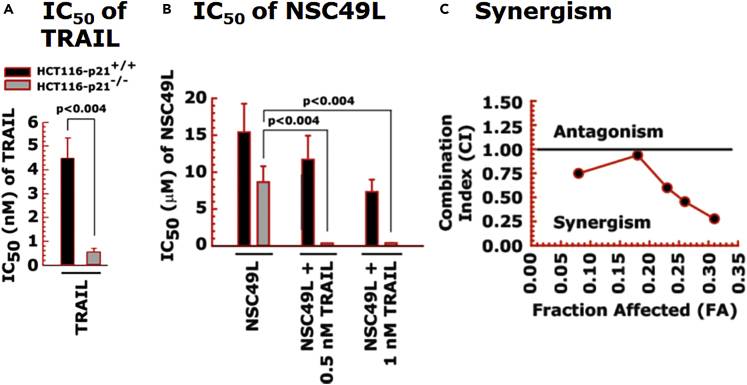 A
IC50 of
TRAIL
HCT116-p21+/+
HCT116-p21-/-
p<0.004
IC50 (nM) of TRAIL
6
5
4
3
2
1
0
TRAIL
B
IC50 of NSC49L
IC50 (μM) of NSC49L
20
15
10
5
0
p<0.004
p<0.004
NSC49L
NSC49L +
0.5 nM TRAIL
NSC49L +
1 nM TRAIL
C
Synergism
Combination
Index (CI)
1.50
1.25
1.00
0.75
0.50
0.25
0.00
Antagonism
Synergism
0.00
0.05
0.10
0.15
0.20
0.25
0.30
0.35
Fraction Affected (FA)